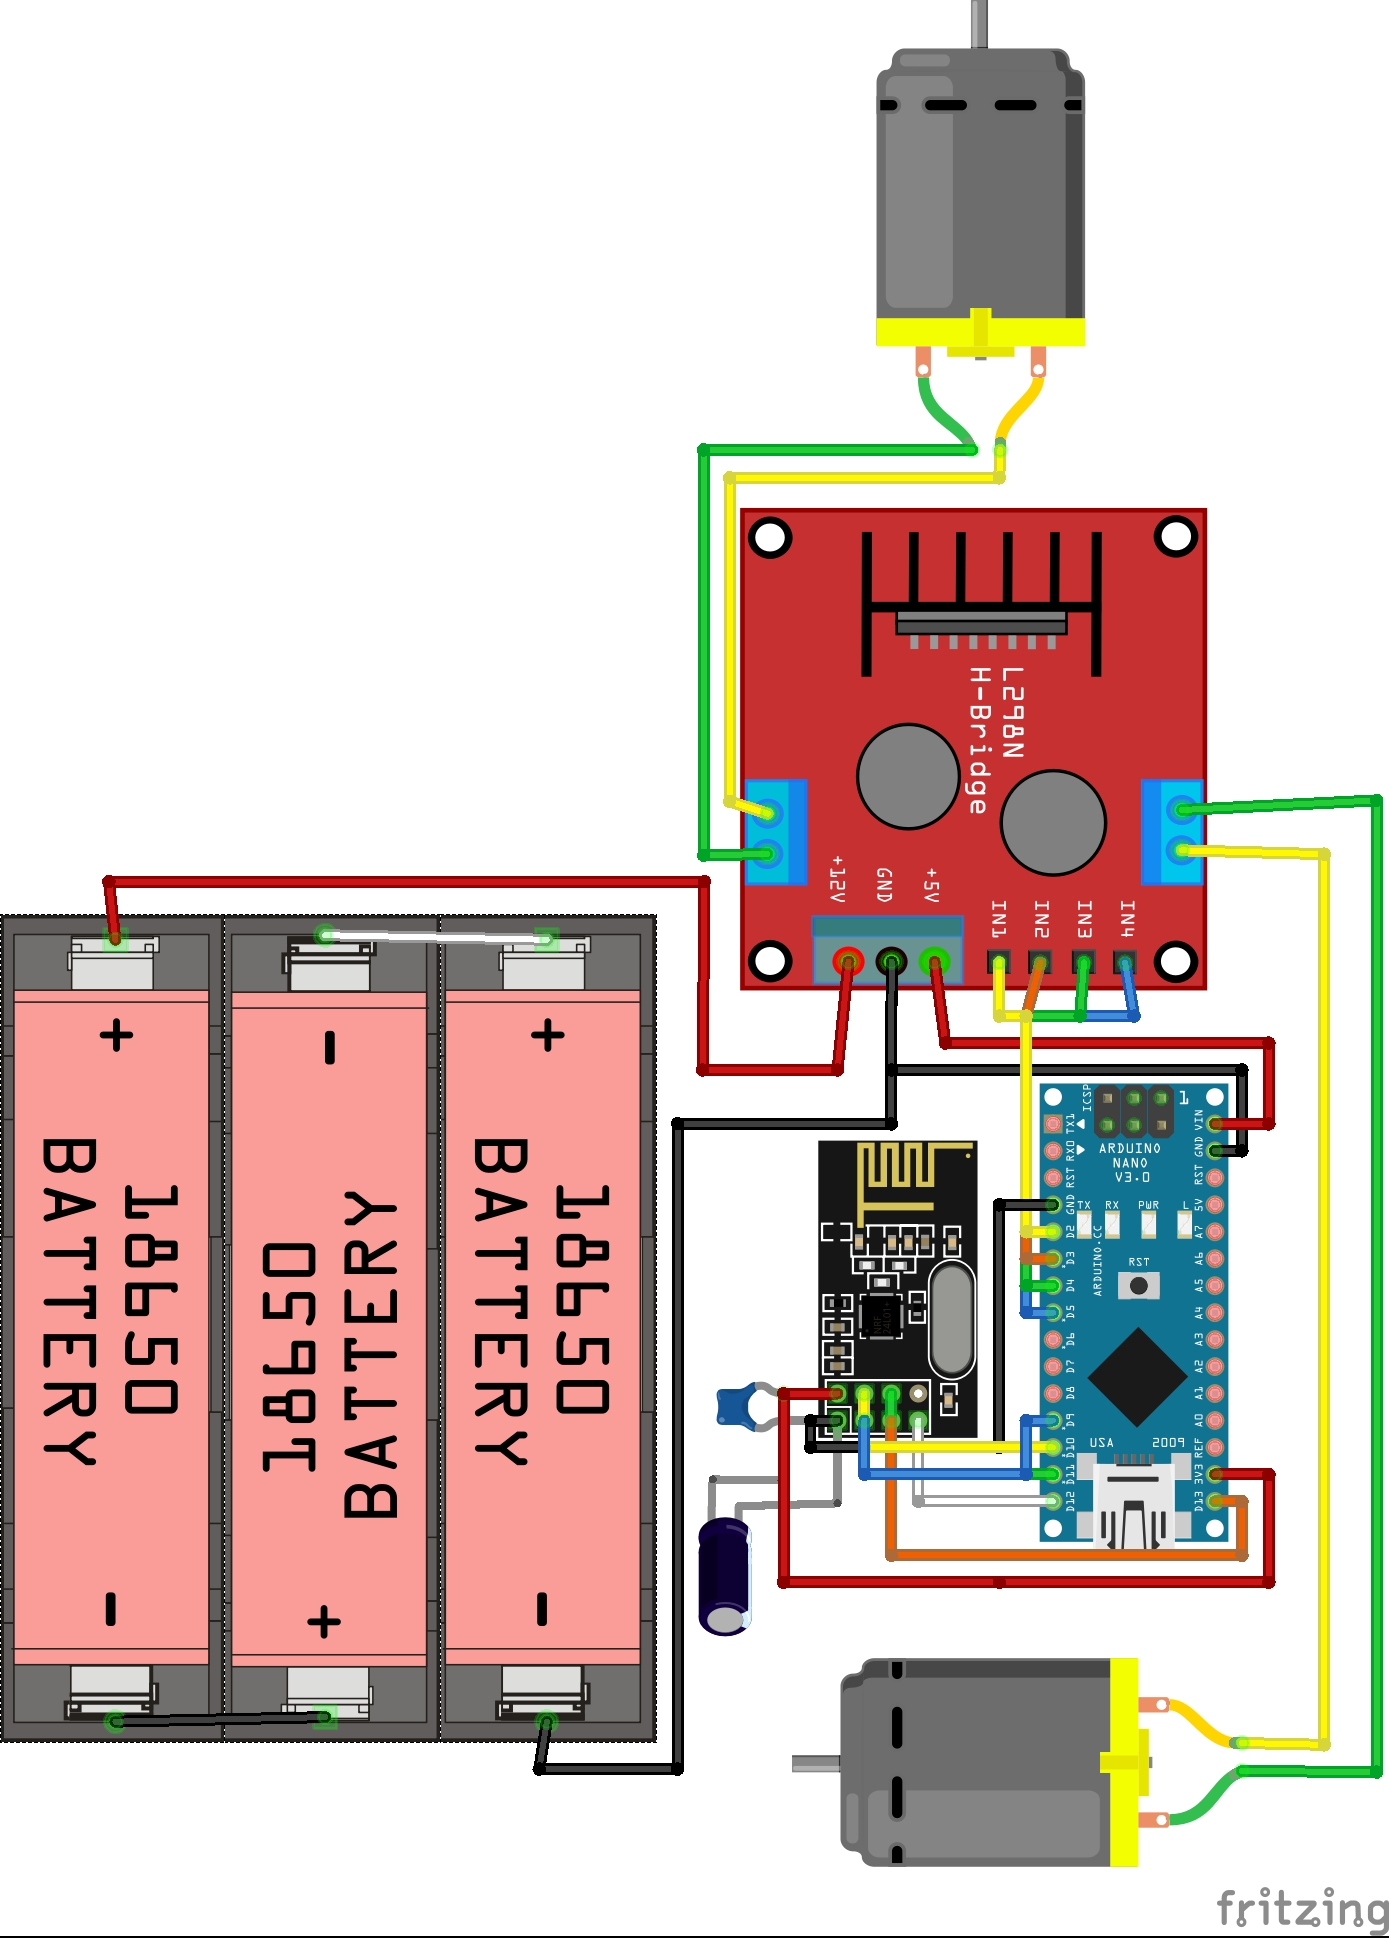 L298N
H-Bridge
+12V
GND
+5V
IN1
IN2
IN3
IN4
+
-
+
18650
BATTERY
18650
BATTERY
18650
BATTERY
-
+
-
ICSP
1
TX1
RX0
RST
GND
D2
D3
D4
D5
D6
D7
D8
D9
D10
D11
D12
ARDUINO
NANO
V3.0
TX
RX
PWR
L
ARDUINO.CC
RST
USA
2009
VIN
GND
RST
5V
A7
A6
A5
A4
A3
A2
A1
A0
REF
3V3
D13
NRF
24L01+
fritzing